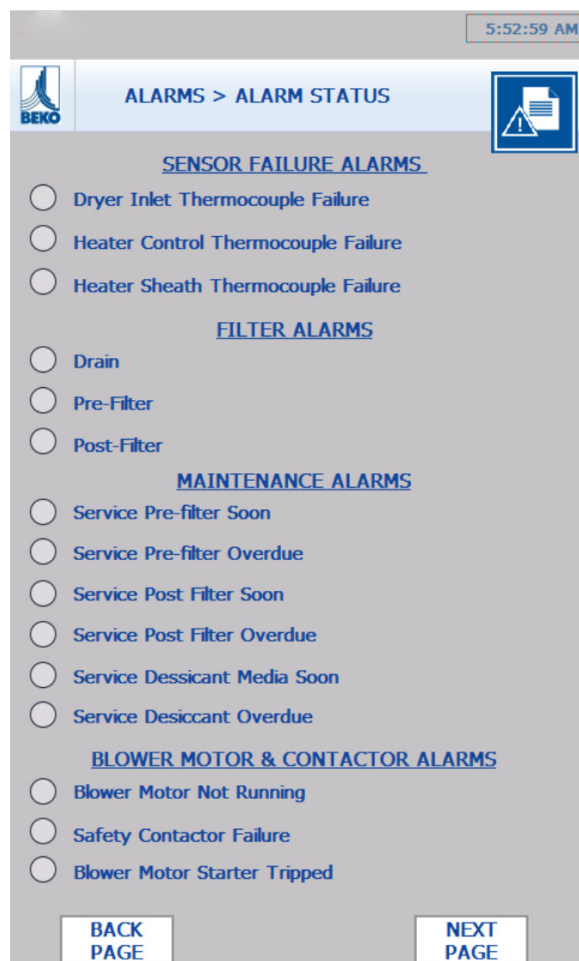 5:52:59 AM
BEKO
ALARMS > ALARM STATUS
SENSOR FAILURE ALARMS
Dryer Inlet Thermocouple Failure
Heater Control Thermocouple Failure
Heater Sheath Thermocouple Failure
FILTER ALARMS
Drain
Pre-Filter
Post-Filter
MAINTENANCE ALARMS
Service Pre-filter Soon
Service Pre-filter Overdue
Service Post Filter Soon
Service Post Filter Overdue
Service Dessicant Media Soon
Service Desiccant Overdue
BLOWER MOTOR & CONTACTOR ALARMS
Blower Motor Not Running
Safety Contactor Failure
Blower Motor Starter Tripped
BACK
PAGE
NEXT
PAGE